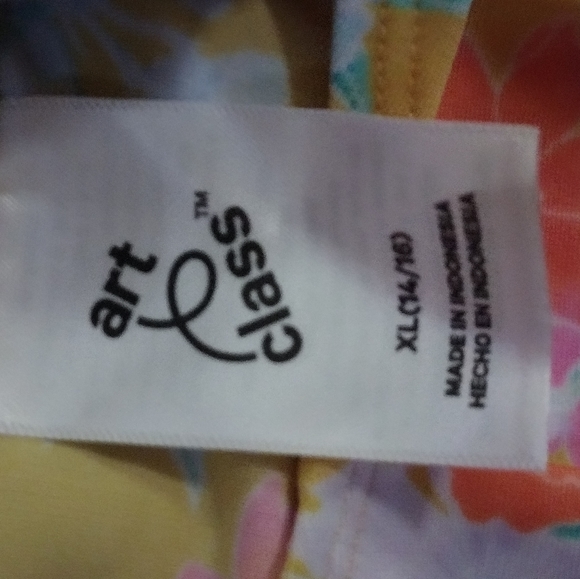 art
class™
XL(14/16)
MADE IN INDONESIA
HECHO EN INDONESIA